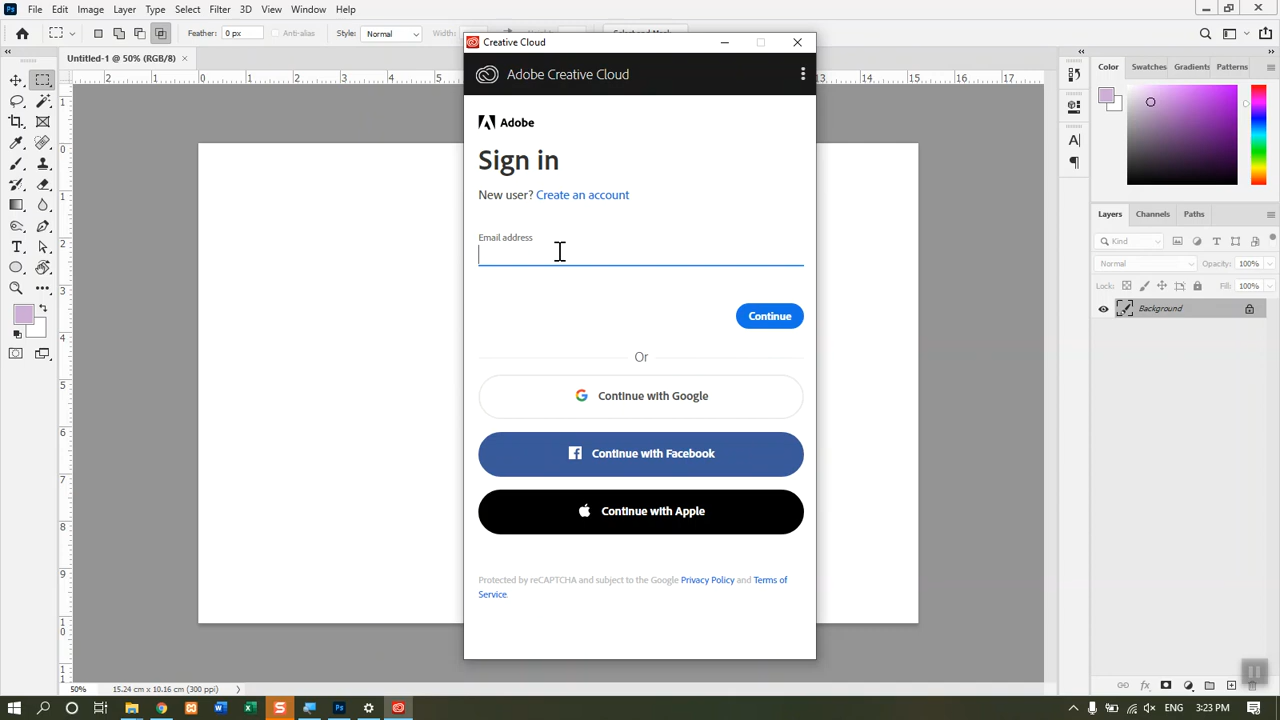 Ps File Edit Image Layer Type Select Filter 3D View Window Help
Feather: 0 px Anti-alias Style: Normal Width:
Untitled-1 @ 50% (RGB/8)
Creative Cloud
Adobe Creative Cloud
Adobe
Sign in
New user? Create an account
Email address
Continue
Or
Continue with Google
Continue with Facebook
Continue with Apple
Protected by reCAPTCHA and subject to the Google Privacy Policy and Terms of
Service.
Color Swatches Gradients Patterns
Layers Channels Paths
Kind
Normal Opacity: 100%
Lock: Fill: 100%
Background
50% 15.24 cm x 10.16 cm (300 ppi)
ENG 3:23 PM